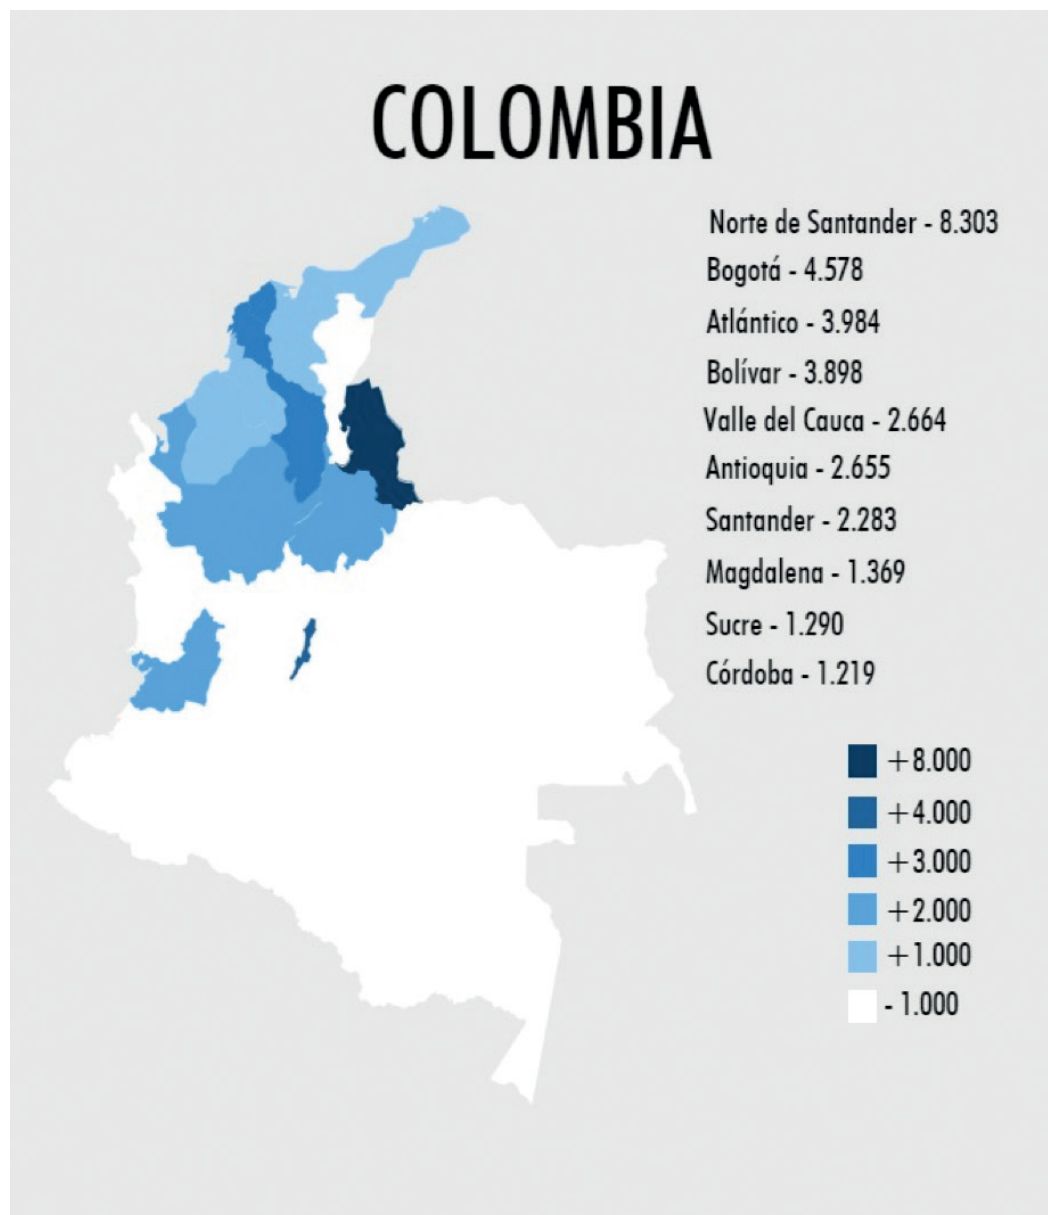 COLOMBIA
Norte de Santander - 8.303
Bogotá - 4.578
Atlántico - 3.984
Bolívar - 3.898
Valle del Cauca - 2.664
Antioquia - 2.655
Santander - 2.283
Magdalena - 1.369
Sucre - 1.290
Córdoba - 1.219
+8.000
+4.000
+3.000
+2.000
+1.000
- 1.000